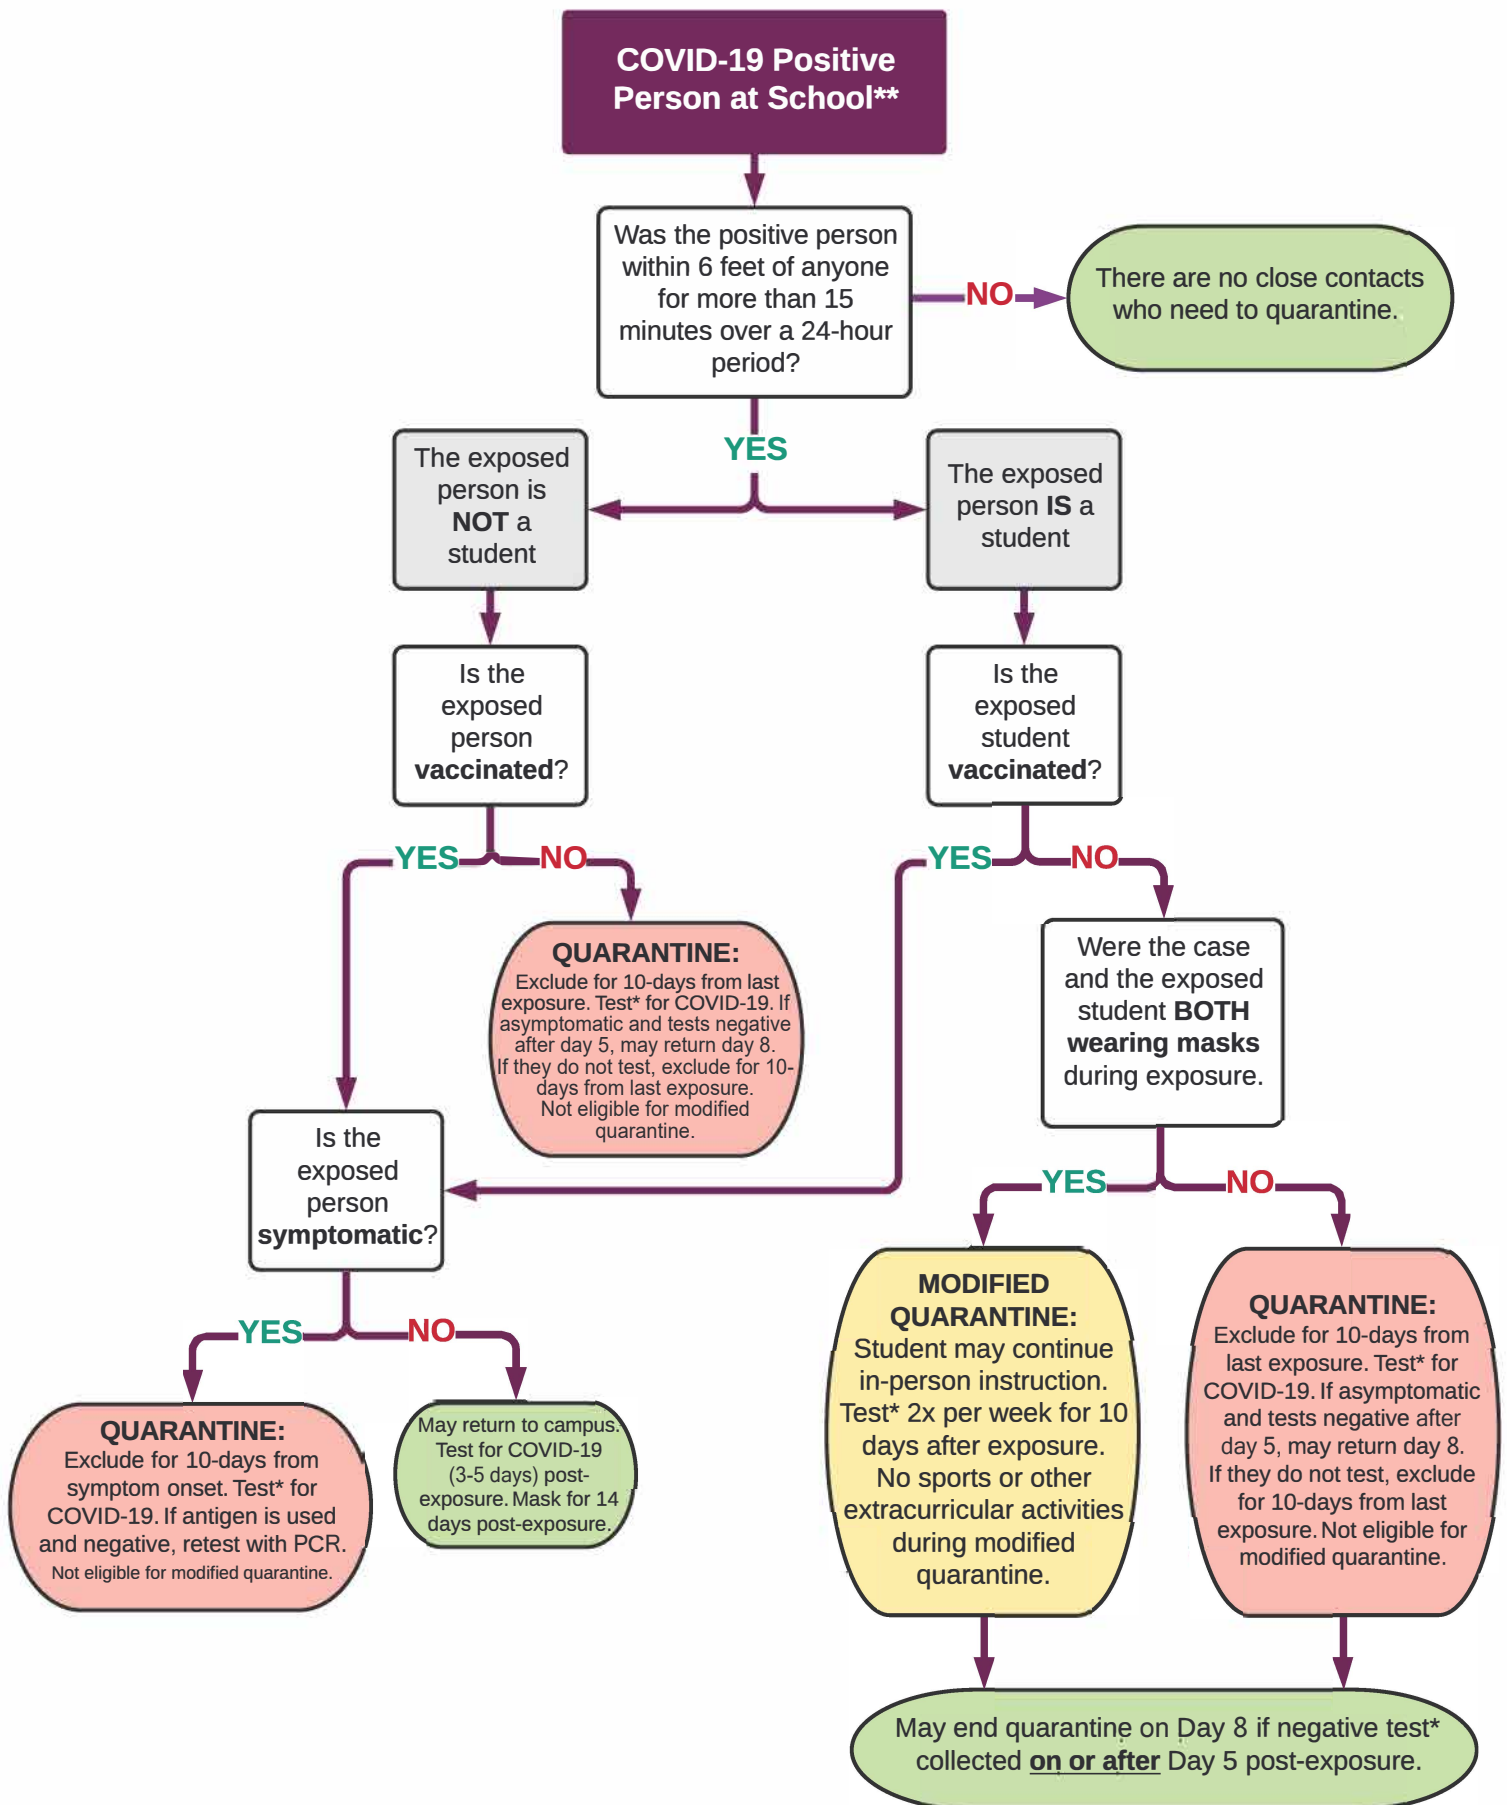 COVID-19 Positive
Person at School**
Was the positive person
within 6 feet of anyone
for more than 15
minutes over a 24-hour
period?
NO
There are no close contacts
who need to quarantine.
YES
The exposed
person is
NOT a
student
The exposed
person IS a
student
Is the
exposed
person
vaccinated?
Is the
exposed
student
vaccinated?
YES
NO
YES
NO
QUARANTINE:
Exclude for 10-days from last
exposure. Test* for COVID-19. If
asymptomatic and tests negative
after day 5, may return day 8.
If they do not test, exclude for 10-
days from last exposure.
Not eligible for modified
quarantine.
Were the case
and the exposed
student BOTH
wearing masks
during exposure.
Is the
exposed
person
symptomatic?
YES
NO
YES
NO
QUARANTINE:
Exclude for 10-days from
symptom onset. Test* for
COVID-19. If antigen is used
and negative, retest with PCR.
Not eligible for modified quarantine.
May return to campus.
Test for COVID-19
(3-5 days) post-
exposure. Mask for 14
days post-exposure.
MODIFIED
QUARANTINE:
Student may continue
in-person instruction.
Test* 2x per week for 10
days after exposure.
No sports or other
extracurricular activities
during modified
quarantine.
QUARANTINE:
Exclude for 10-days from
last exposure. Test* for
COVID-19. If asymptomatic
and tests negative after
day 5, may return day 8.
If they do not test, exclude
for 10-days from last
exposure. Not eligible for
modified quarantine.
May end quarantine on Day 8 if negative test*
collected on or after Day 5 post-exposure.